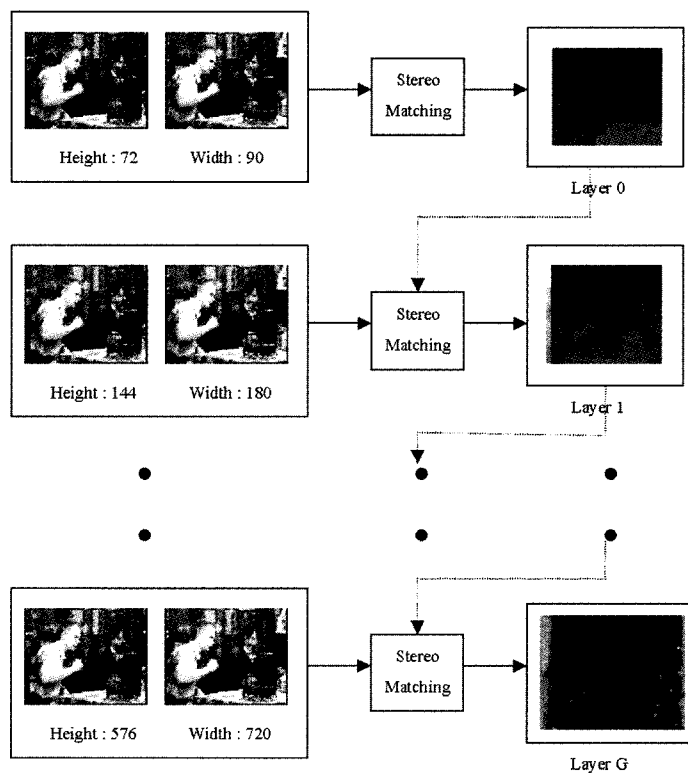 Stereo
Matching
Height : 72 Width : 90
Layer 0
Stereo
Matching
Height : 144 Width : 180
Layer 1
Stereo
Matching
Height : 576 Width : 720
Layer G